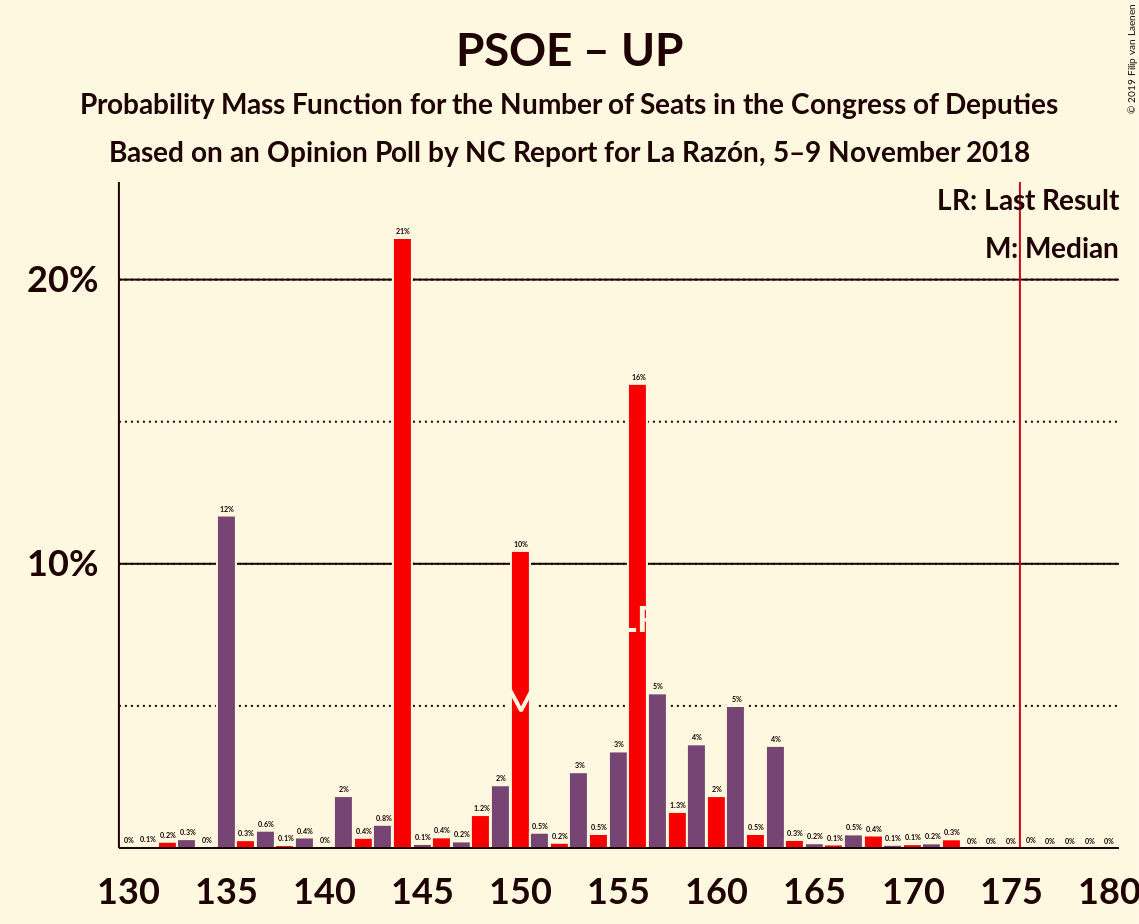 PSOE – UP
Probability Mass Function for the Number of Seats in the Congress of Deputies
Based on an Opinion Poll by NC Report for La Razón, 5–9 November 2018
© 2019 Filip van Laenen
LR: Last Result
M: Median
20%
10%
0% 0.1% 0.2% 0.3% 0% 12% 0.3% 0.6% 0.1% 0.4% 0% 2% 0.4% 0.8% 21% 0.1% 0.4% 0.2% 1.2% 2% 10% 0.5% 0.2% 3% 0.5% 3% 16% 5% 1.3% 4% 2% 5% 0.5% 4% 0.3% 0.2% 0.1% 0.5% 0.4% 0.1% 0.1% 0.2% 0.3% 0% 0% 0% 0% 0% 0% 0% 0%
LR
M
130 135 140 145 150 155 160 165 170 175 180